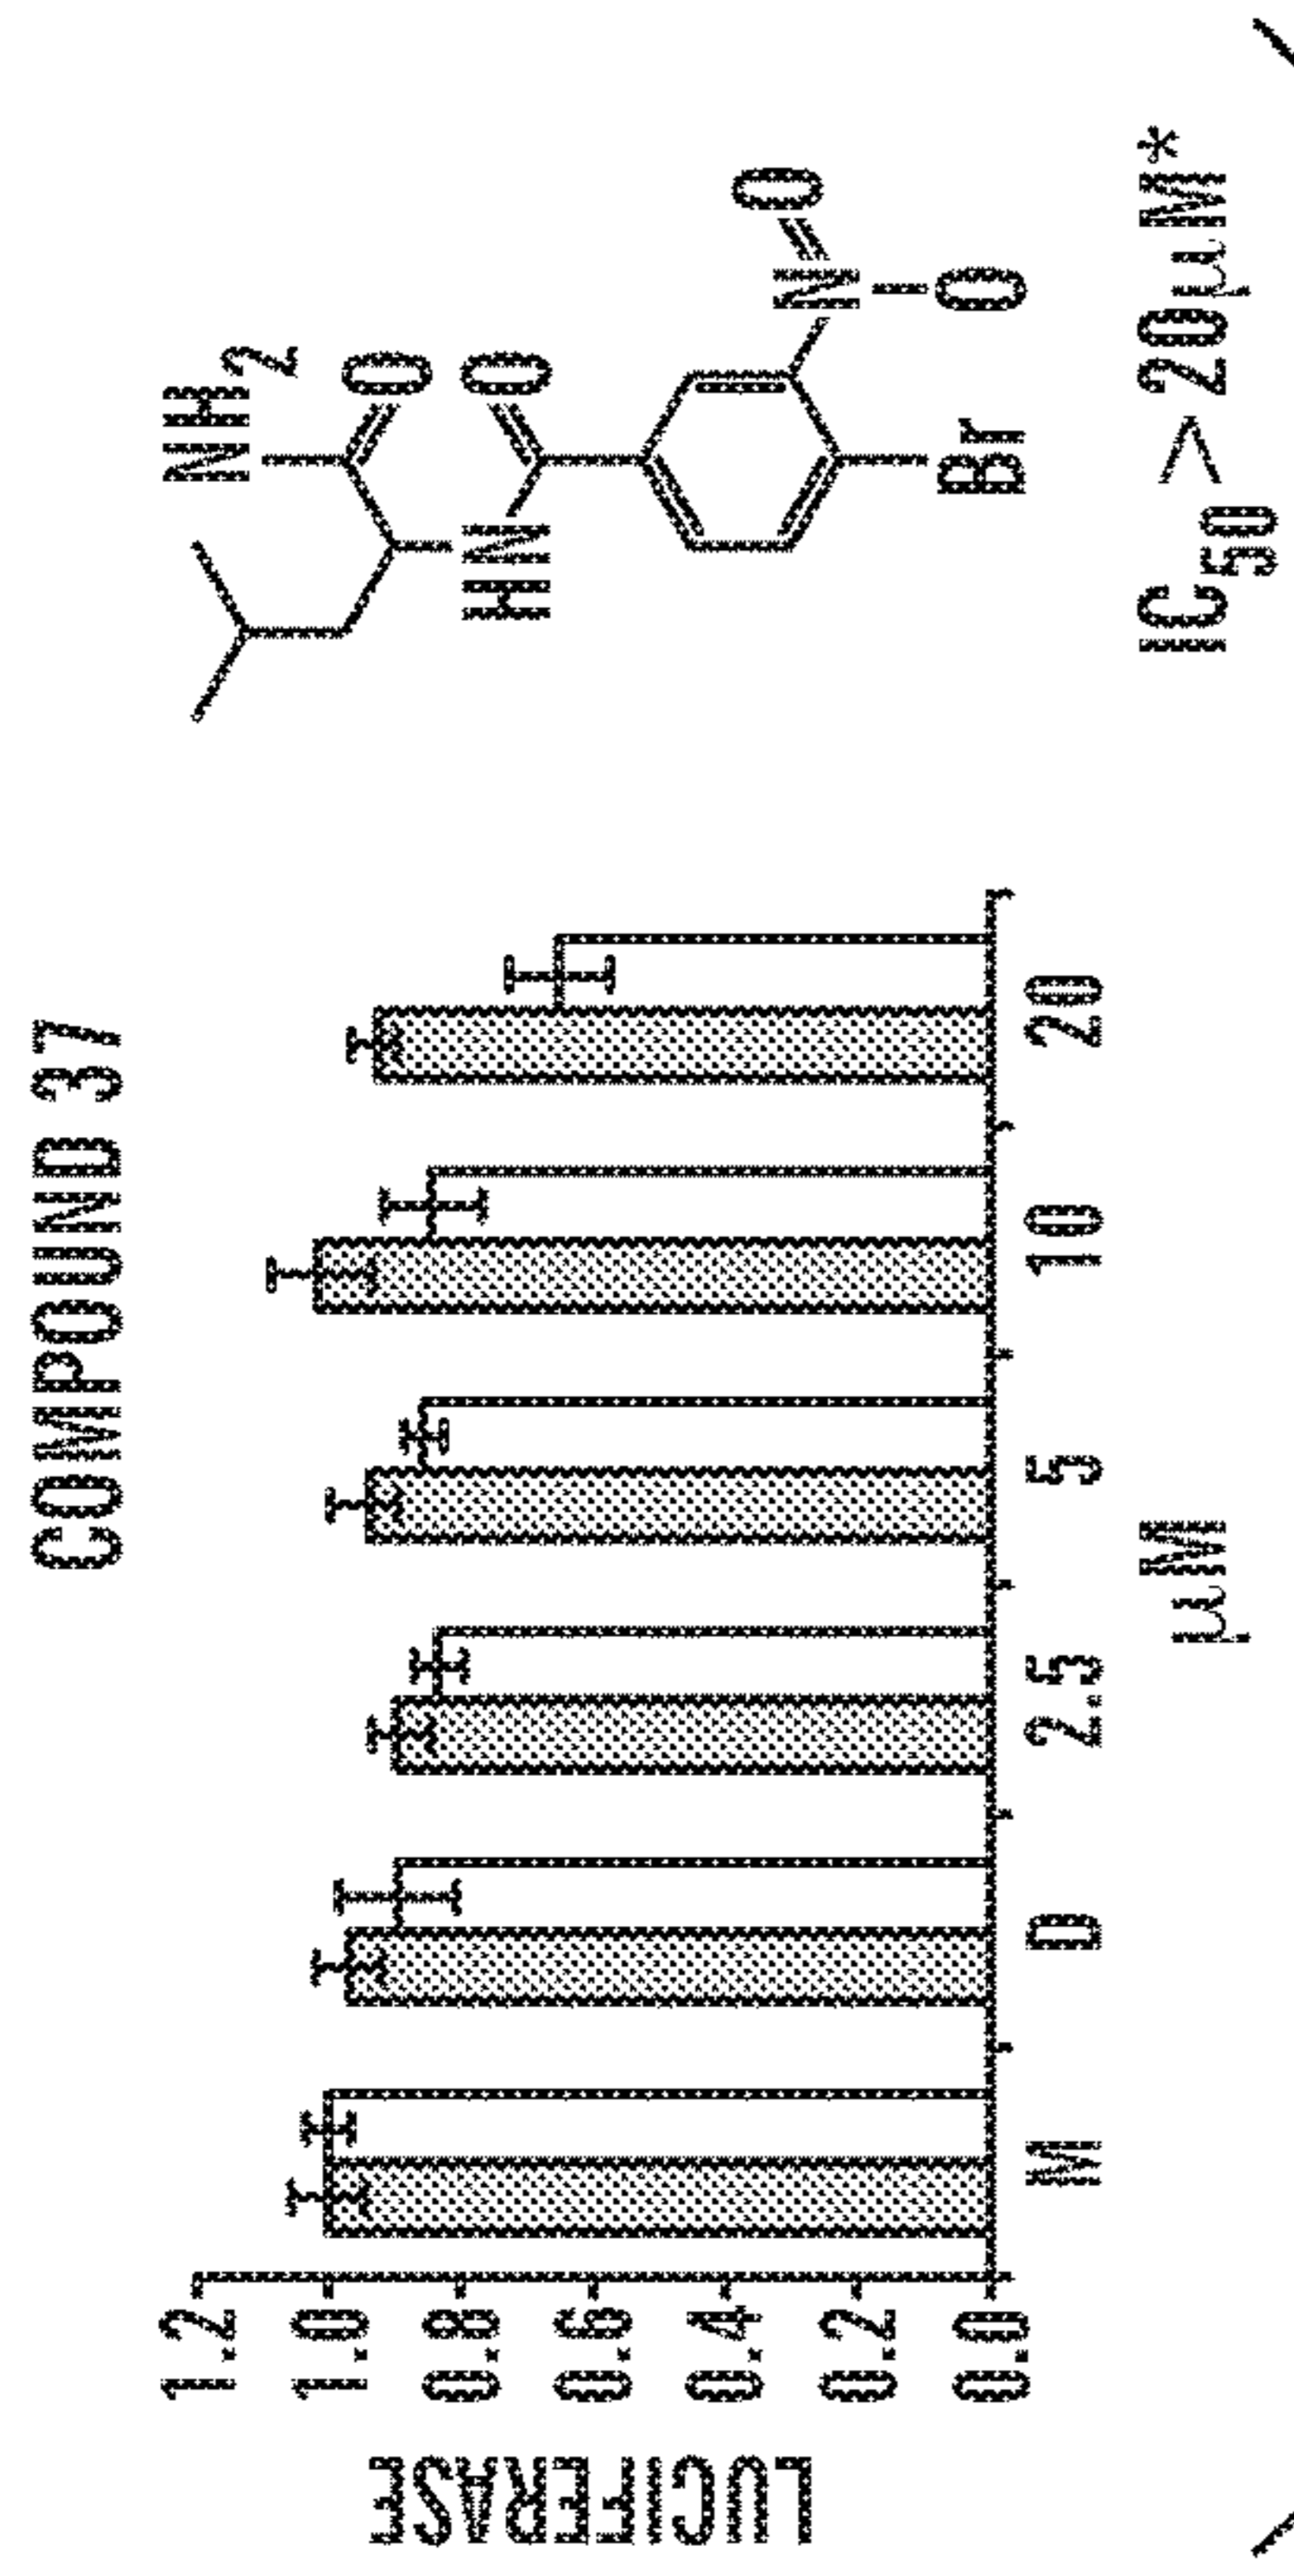 COMPOUND 37
LUCIFERASE
1.2
1.0
0.8
0.6
0.4
0.2
0.0
M D 2.5 5 10 20
µM
NH2
O
HN O
N O
Br O
IC50 > 20µM*